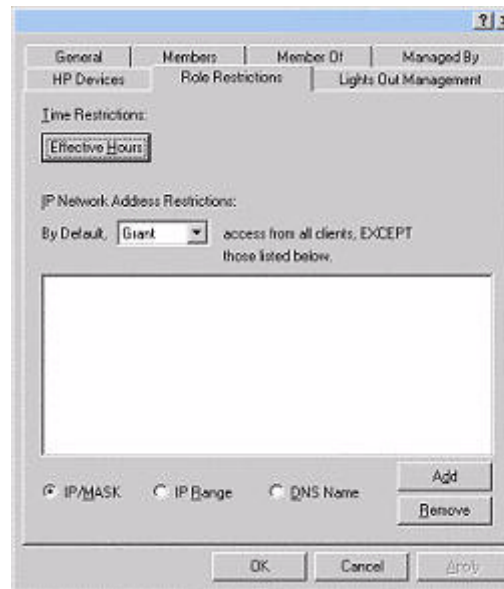 General Members Member Of Managed By
HP Devices Role Restrictions Lights Out Management
Time Restrictions:
Effective Hours
IP Network Address Restrictions:
By Default, Grant access from all clients, EXCEPT
those listed below.
IP/MASK IP Range DNS Name
Add
Remove
OK Cancel Apply